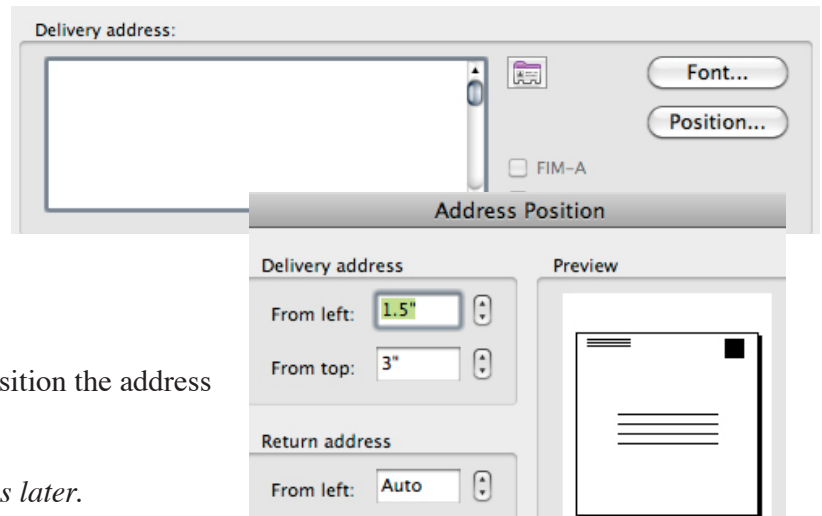 Delivery address:
Font...
Position...
FIM-A
Address Position
Delivery address
Preview
From left: 1.5"
From top: 3"
sition the address
Return address
From left: Auto
s later.